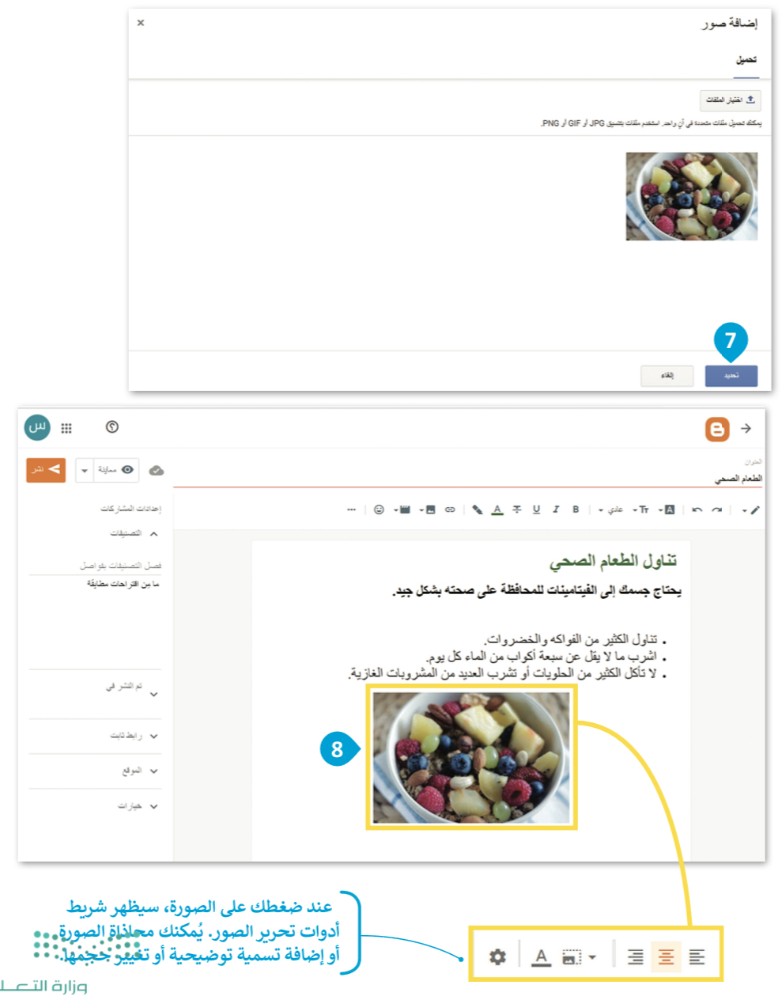 إضافة صور
×
تحميل
اختيار الملفات
يمكنك تحميل ملفات متعددة في آنٍ واحد. استخدم ملفات بتنسيق JPG أو GIF أو PNG.
7
تحديد
إلغاء
س
العنوان
الطعام الصحي
معاينة
نشر
عادي
B I U A
إعدادات المشاركات
التصنيفات
فصل التصنيفات بفواصل
ما من اقتراحات مطابقة
تم النشر في
رابط ثابت
الموقع
خيارات
تناول الطعام الصحي
يحتاج جسمك إلى الفيتامينات للمحافظة على صحته بشكل جيد.
• تناول الكثير من الفواكه والخضروات.
• اشرب ما لا يقل عن سبعة أكواب من الماء كل يوم.
• لا تأكل الكثير من الحلويات أو تشرب العديد من المشروبات الغازية.
8
عند ضغطك على الصورة، سيظهر شريط
أدوات تحرير الصور. يُمكنك محاذاة الصورة
أو إضافة تسمية توضيحية أو تغيير حجمها.
A
وزارة التعـلـ